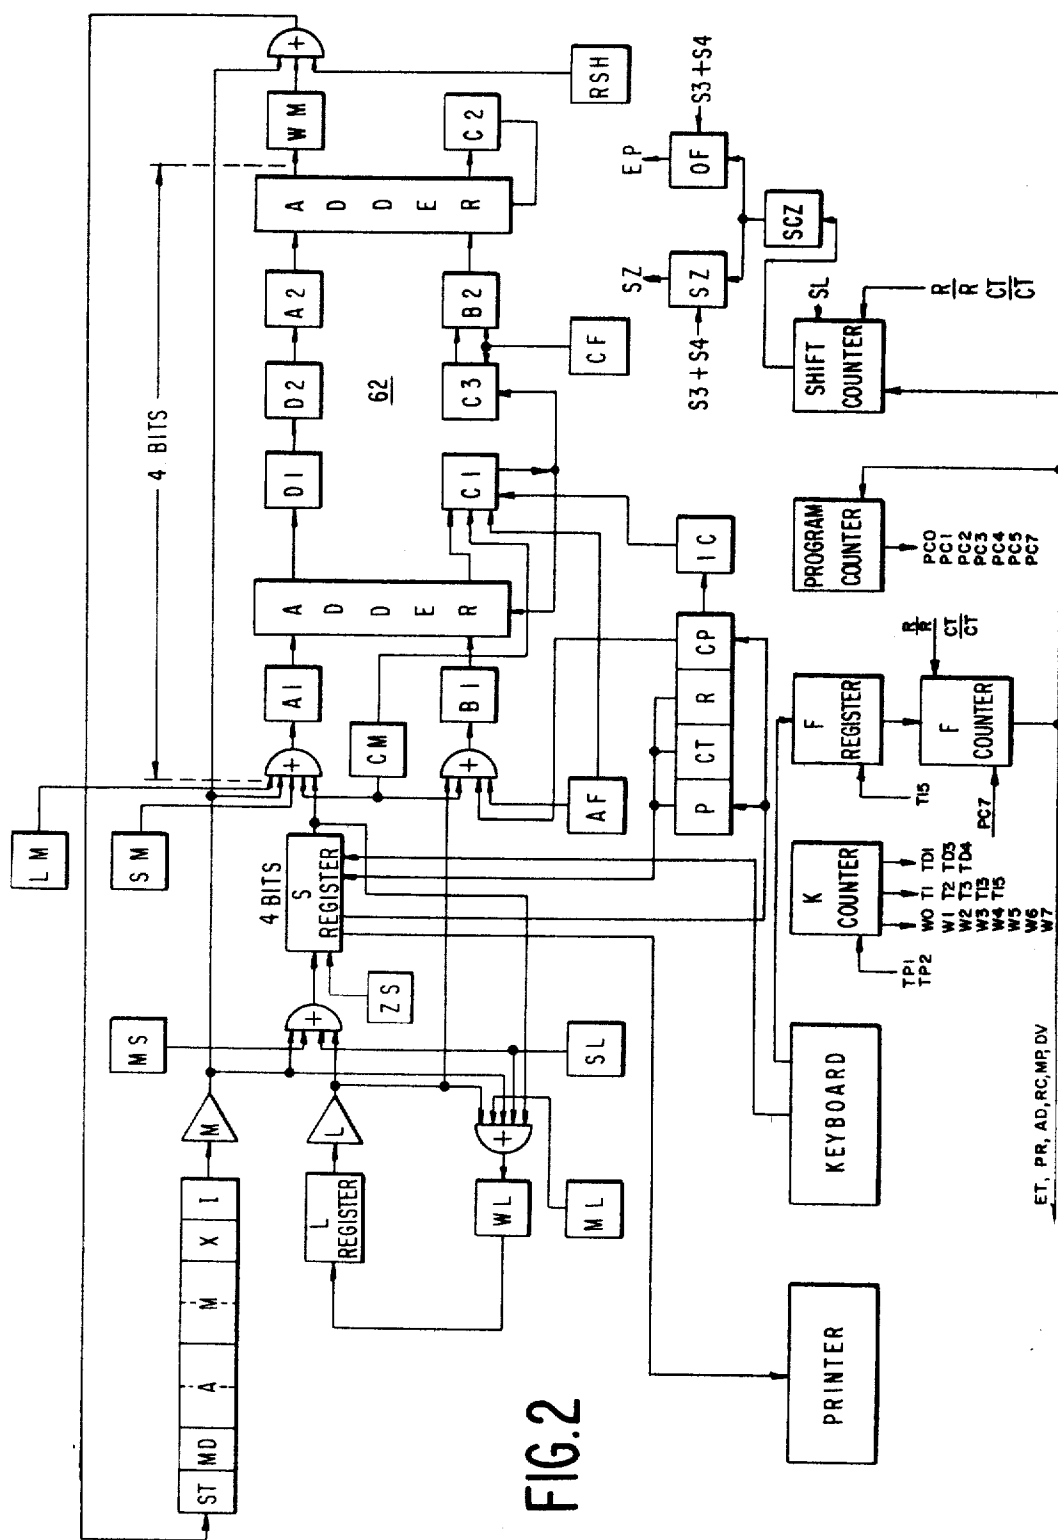 4 BITS
LM
SM
MS
ST MD A M X I
M
L REGISTER
L
WL
ML
SL
ZS
4 BITS
S REGISTER
+
+
+
+
+
CM
AF
A1
B1
ADDER
D1
D2
A2
C1
C3
B2
CF
62
ADDER
WM
C2
RSH
P CT R CP
IC
S3+S4
SZ
SZ
EP
OF
S3+S4
SCZ
SHIFT COUNTER
SL
R
R
CT
CT
PROGRAM COUNTER
PC0
PC1
PC2
PC3
PC4
PC5
PC7
F REGISTER
T15
F COUNTER
PC7
R
R
CT
CT
K COUNTER
TP1
TP2
W0 T1 TD1
W1 T2 TD3
W2 T3 TD4
W3 T13
W4 T15
W5
W6
W7
KEYBOARD
PRINTER
ET, PR, AD, RC, MP, DV
FIG.2